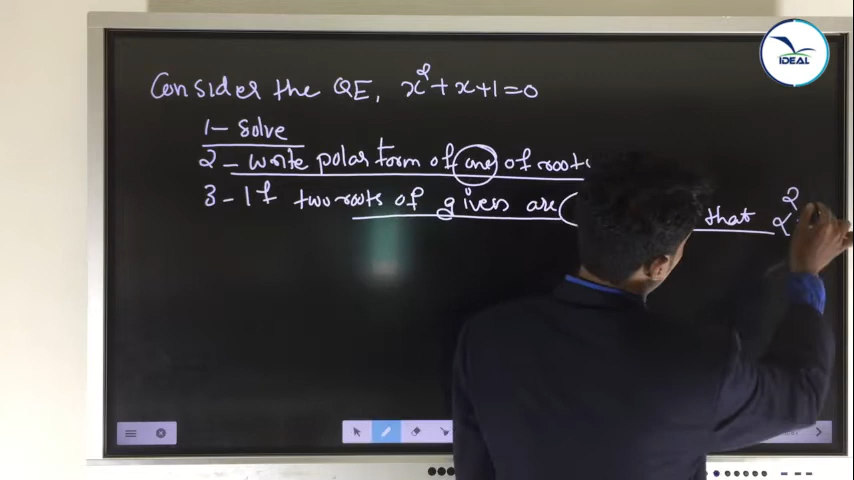 IDEAL
Consider the QE, x²+x+1=0
1- Solve
2- write polar form of one of roots
3- If two roots of given are ( that α²